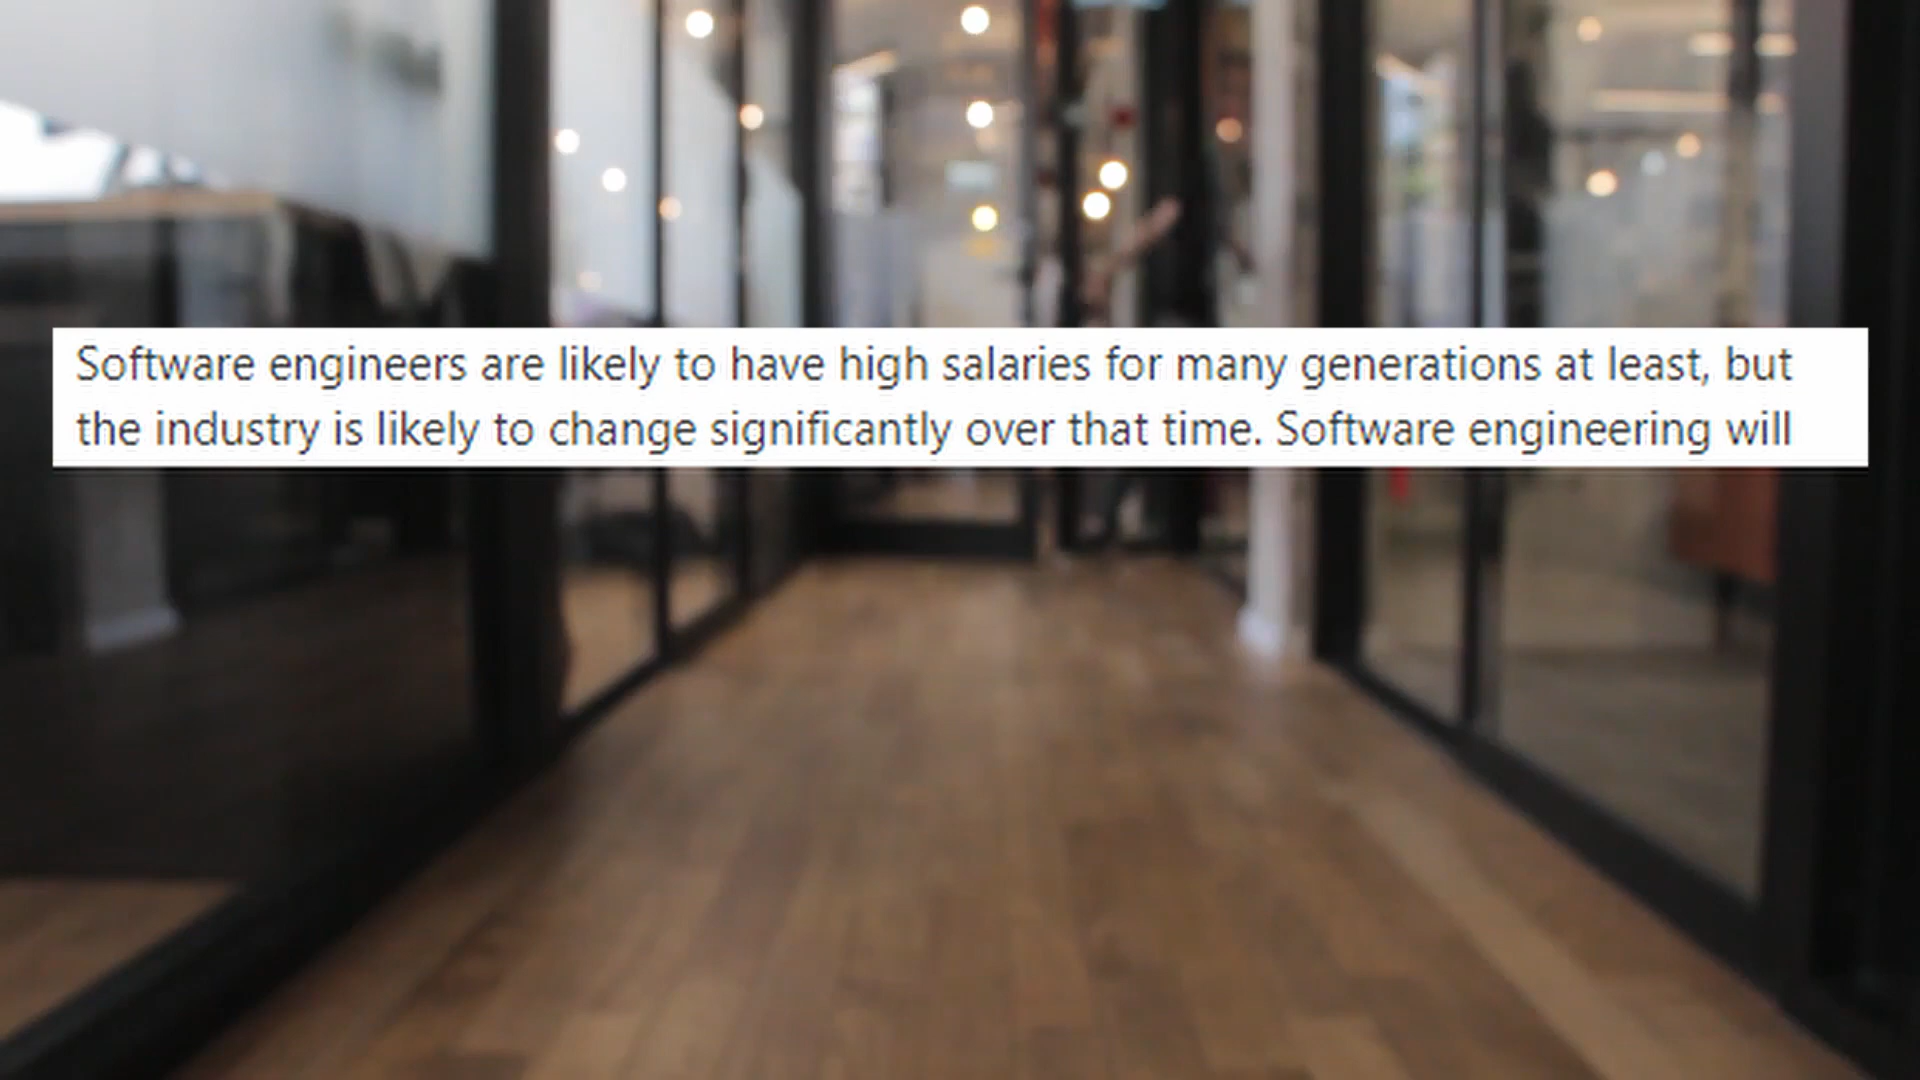 Software engineers are likely to have high salaries for many generations at least, but
the industry is likely to change significantly over that time. Software engineering will